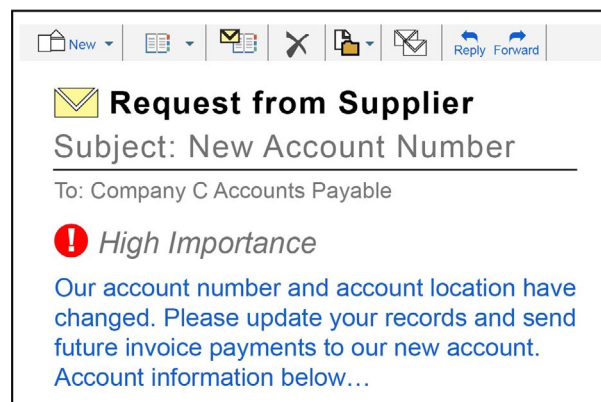 New
Reply Forward
Request from Supplier
Subject: New Account Number
To: Company C Accounts Payable
! High Importance
Our account number and account location have
changed. Please update your records and send
future invoice payments to our new account.
Account information below…